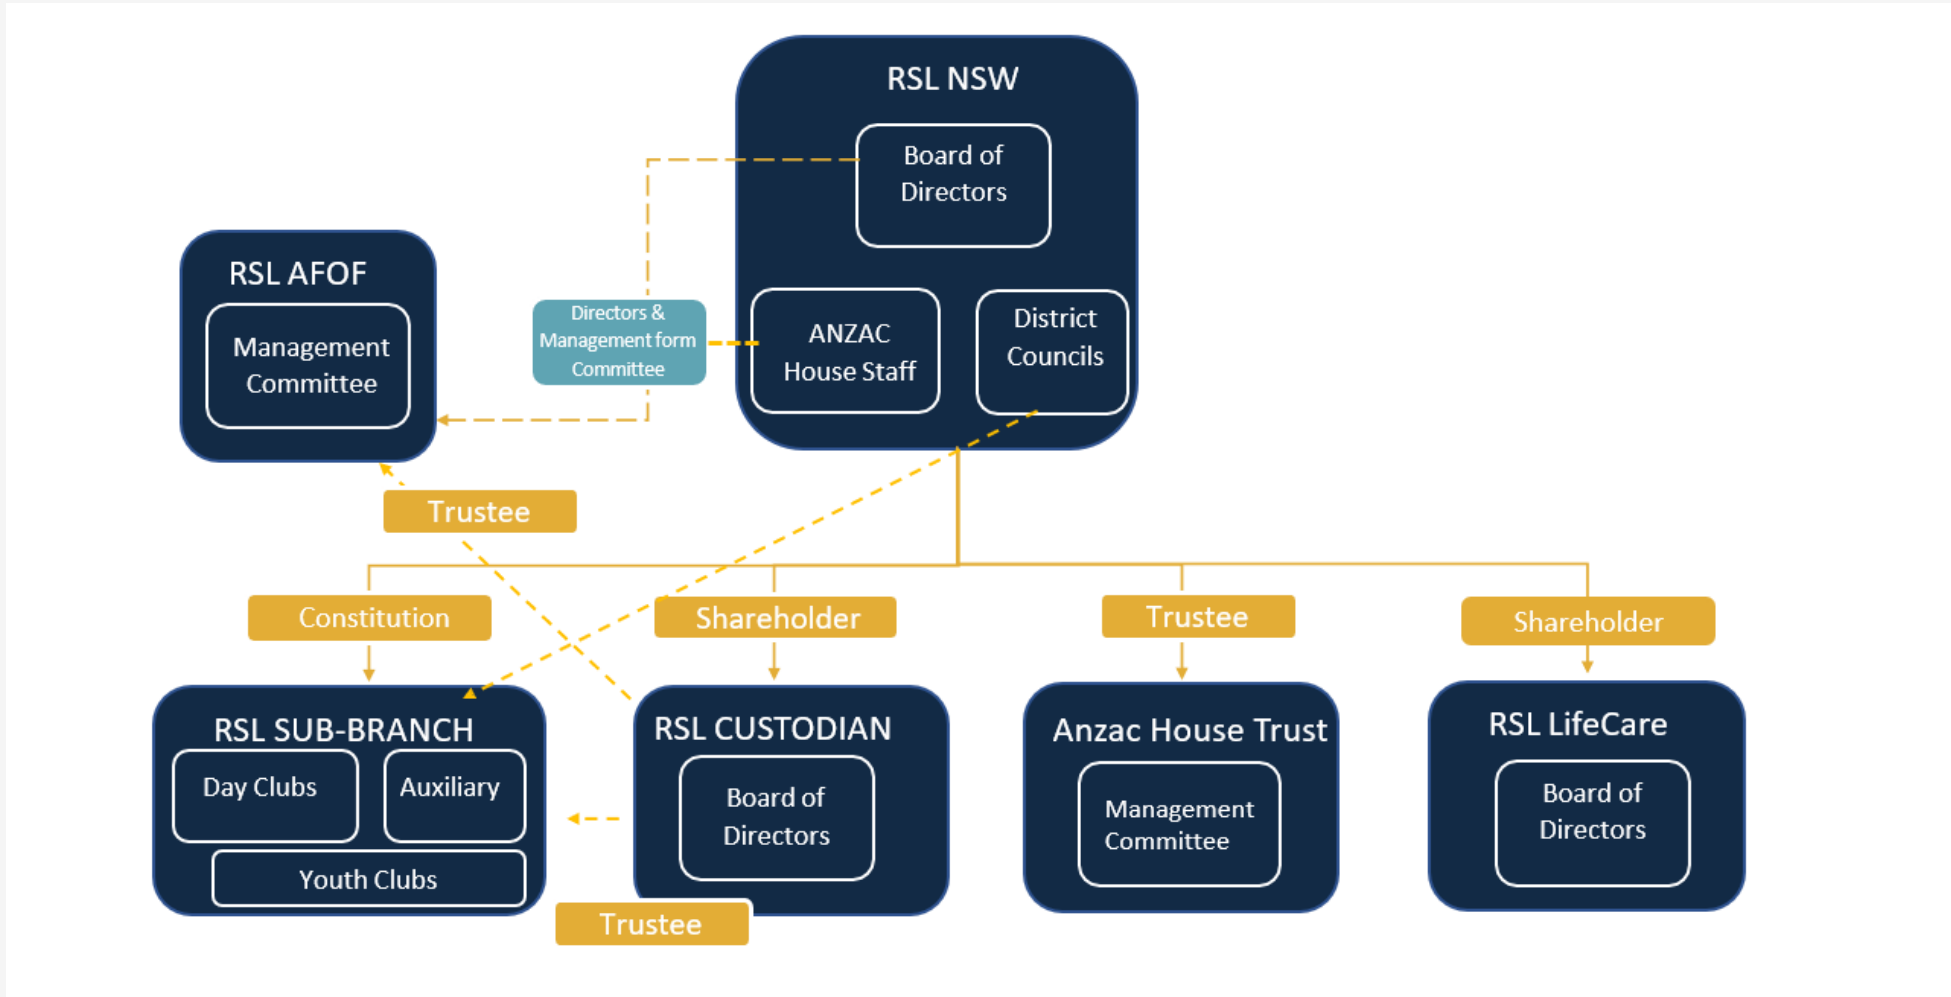 RSL NSW
Board of
Directors
RSL AFOF
Management
Committee
Directors &
Management form
Committee
ANZAC
House Staff
District
Councils
Trustee
Constitution
Shareholder
Trustee
Shareholder
RSL SUB-BRANCH
Day Clubs
Auxiliary
Youth Clubs
RSL CUSTODIAN
Board of
Directors
Trustee
Anzac House Trust
Management
Committee
RSL LifeCare
Board of
Directors